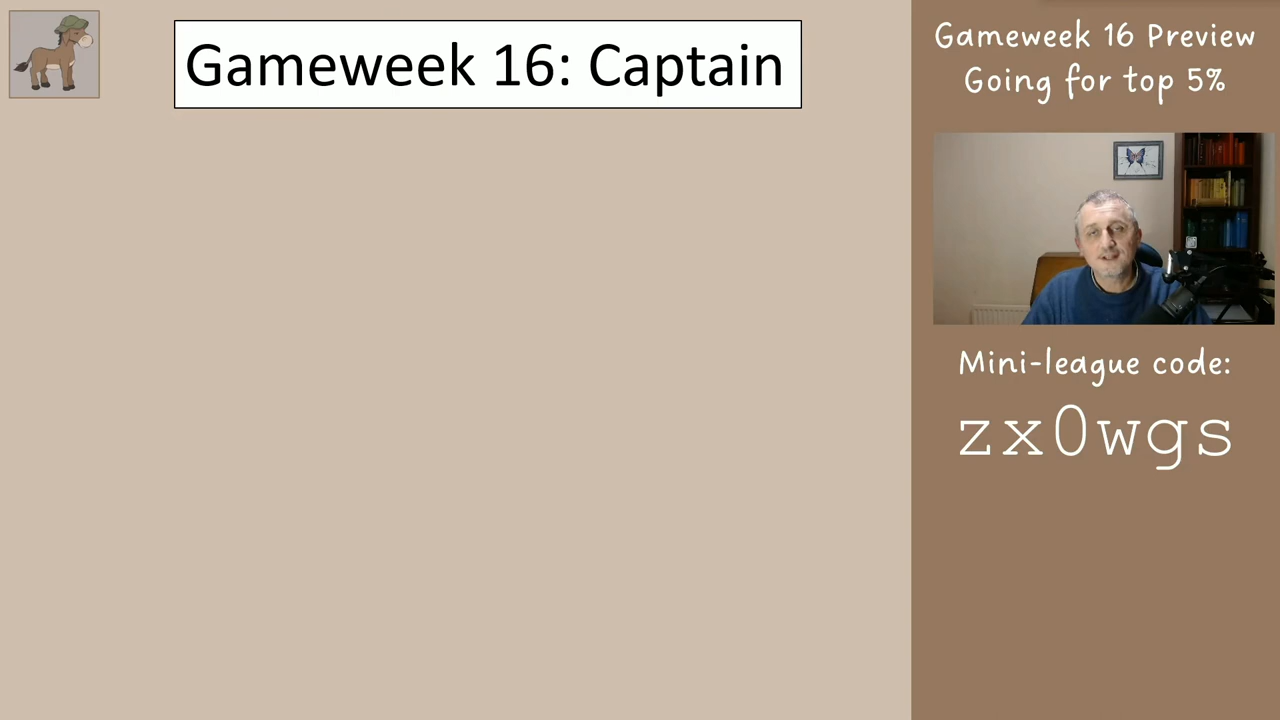 Gameweek 16: Captain
Gameweek 16 Preview
Going for top 5%
Mini-league code:
zx0wgs